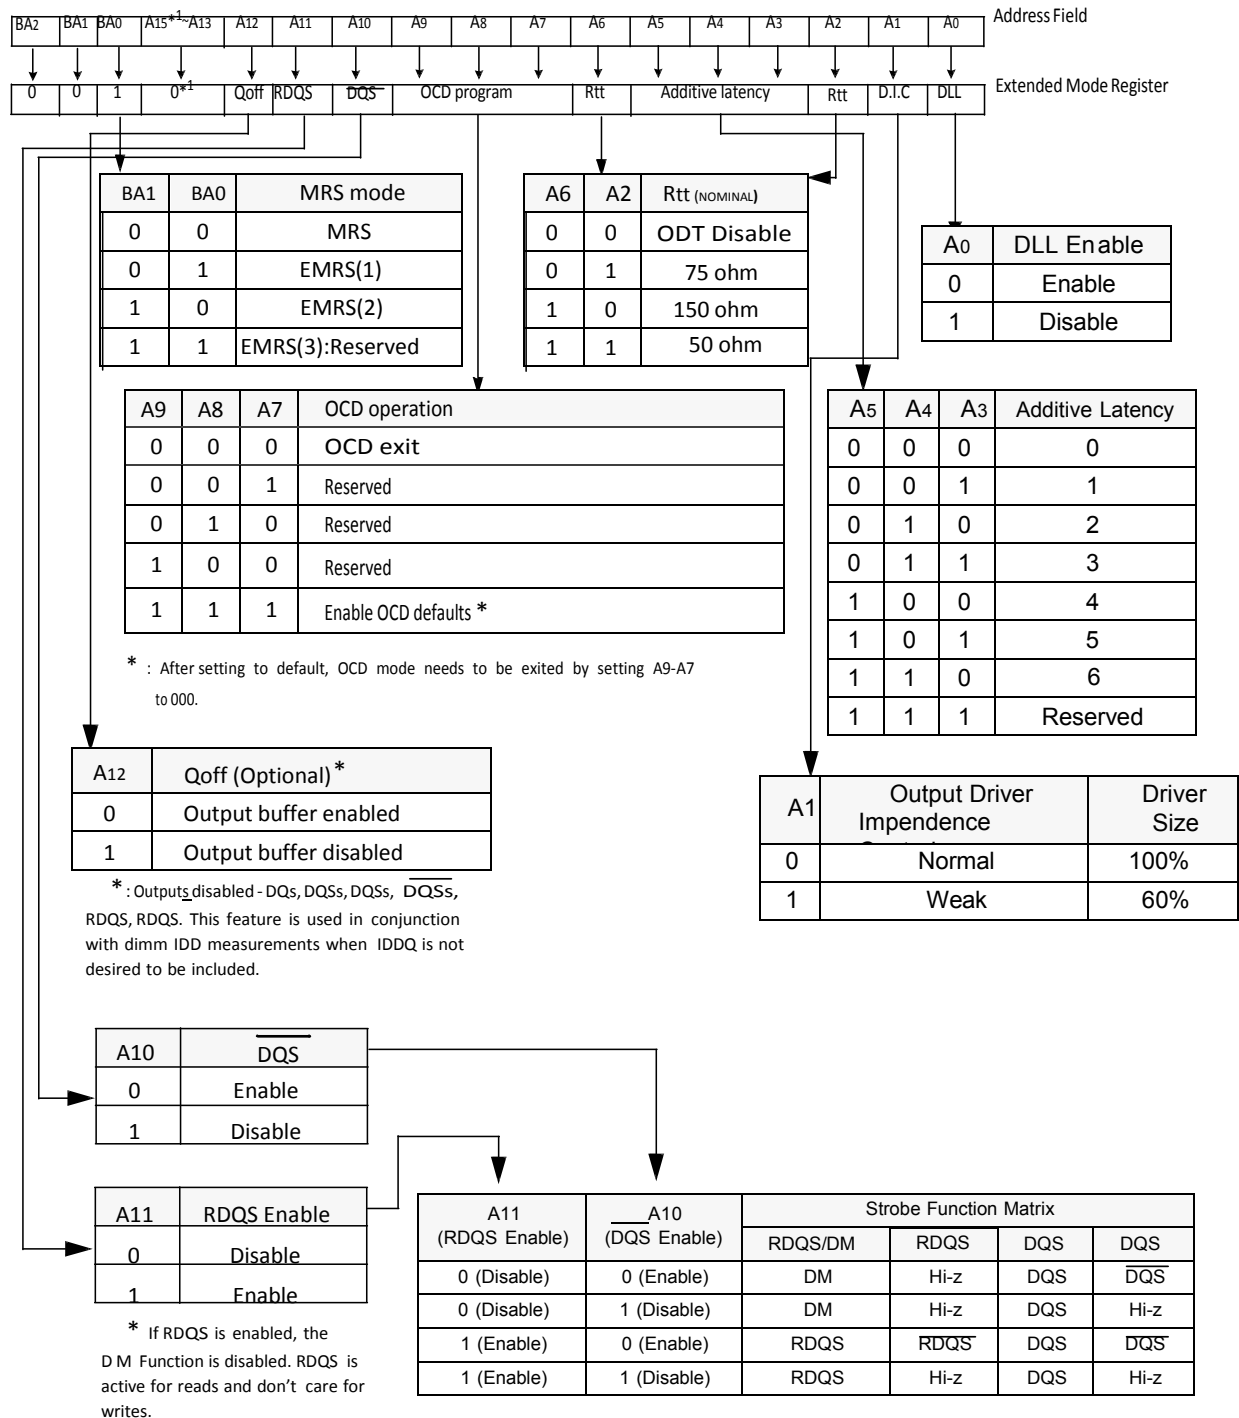 BA2 BA1 BA0 A15*1~A13 A12 A11 A10 A9 A8 A7 A6 A5 A4 A3 A2 A1 A0 Address Field
0 0 1 0*1 Qoff RDQS DQS OCD program Rtt Additive latency Rtt D.I.C DLL Extended Mode Register
BA1 BA0 MRS mode
0 0 MRS
0 1 EMRS(1)
1 0 EMRS(2)
1 1 EMRS(3):Reserved
A6 A2 Rtt (NOMINAL)
0 0 ODT Disable
0 1 75 ohm
1 0 150 ohm
1 1 50 ohm
A0 DLL Enable
0 Enable
1 Disable
A9 A8 A7 OCD operation
0 0 0 OCD exit
0 0 1 Reserved
0 1 0 Reserved
1 0 0 Reserved
1 1 1 Enable OCD defaults *
* : After setting to default, OCD mode needs to be exited by setting A9-A7
to 000.
A5 A4 A3 Additive Latency
0 0 0 0
0 0 1 1
0 1 0 2
0 1 1 3
1 0 0 4
1 0 1 5
1 1 0 6
1 1 1 Reserved
A12 Qoff (Optional)*
0 Output buffer enabled
1 Output buffer disabled
* : Outputs disabled - DQs, DQSs, DQSs, DQSs,
RDQS, RDQS. This feature is used in conjunction
with dimm IDD measurements when IDDQ is not
desired to be included.
A1 Output Driver Impendence Driver Size
0 Normal 100%
1 Weak 60%
A10 DQS
0 Enable
1 Disable
A11 RDQS Enable
0 Disable
1 Enable
* If RDQS is enabled, the
D M Function is disabled. RDQS is
active for reads and don't care for
writes.
A11 (RDQS Enable) A10 (DQS Enable) Strobe Function Matrix
RDQS/DM RDQS DQS DQS
0 (Disable) 0 (Enable) DM Hi-z DQS DQS
0 (Disable) 1 (Disable) DM Hi-z DQS Hi-z
1 (Enable) 0 (Enable) RDQS RDQS DQS DQS
1 (Enable) 1 (Disable) RDQS Hi-z DQS Hi-z